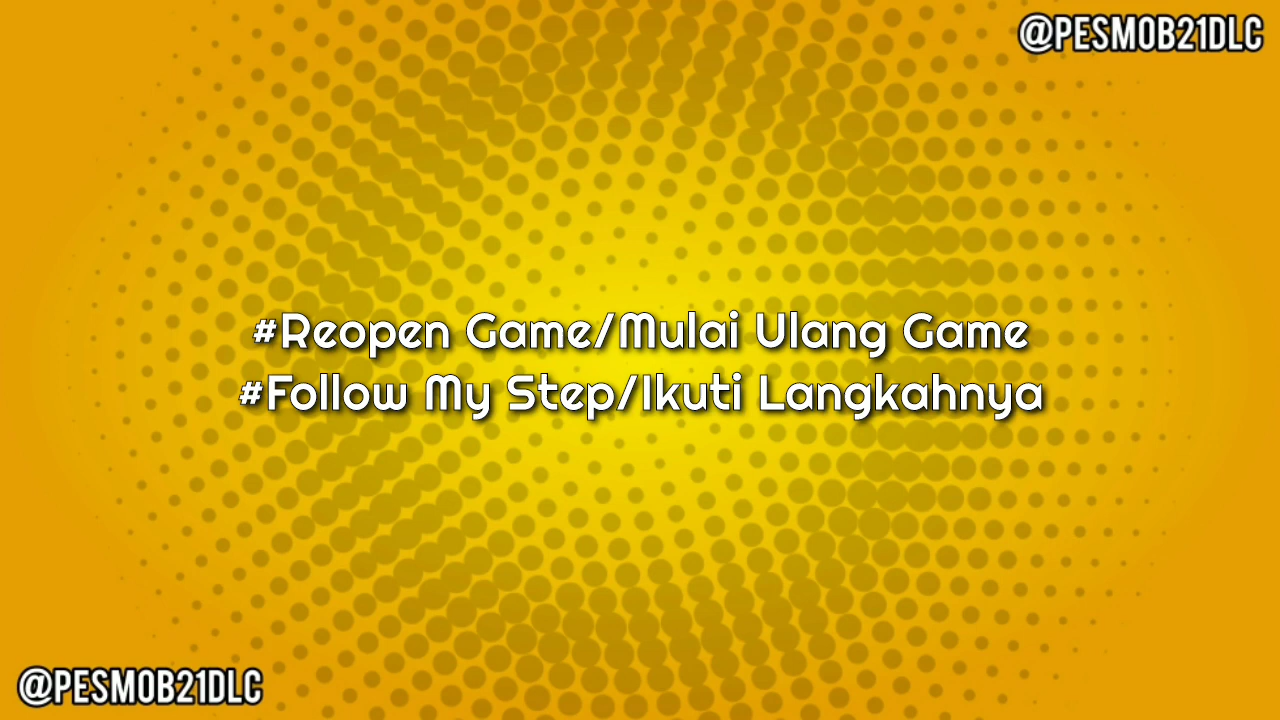 @PESMOB21DLC
#Reopen Game/Mulai Ulang Game
#Follow My Step/Ikuti Langkahnya
@PESMOB21DLC